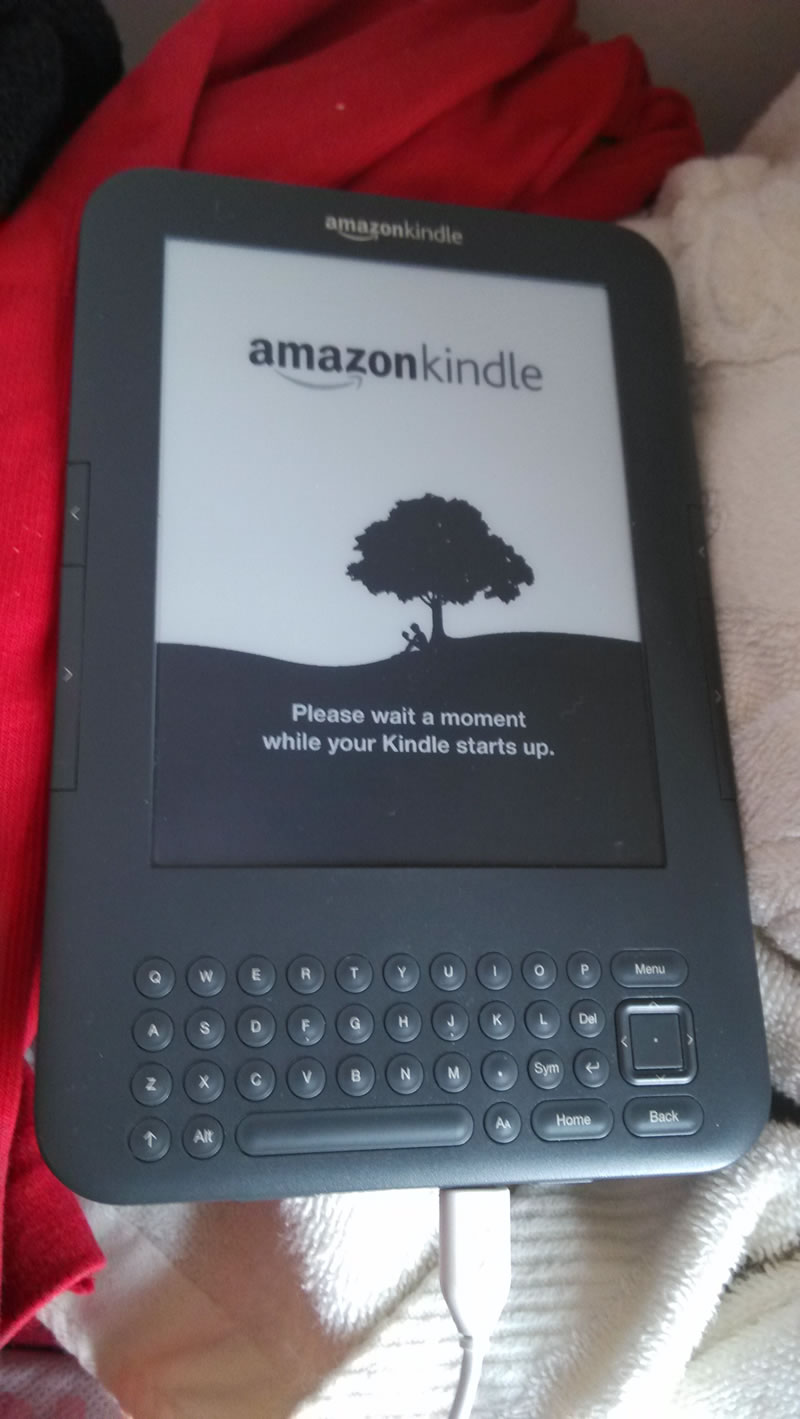 amazonkindle
amazonkindle
Please wait a moment
while your Kindle starts up.
Q W E R T Y U I O P Menu
A S D F G H J K L Del
Z X C V B N M . Sym
Alt AA Home Back